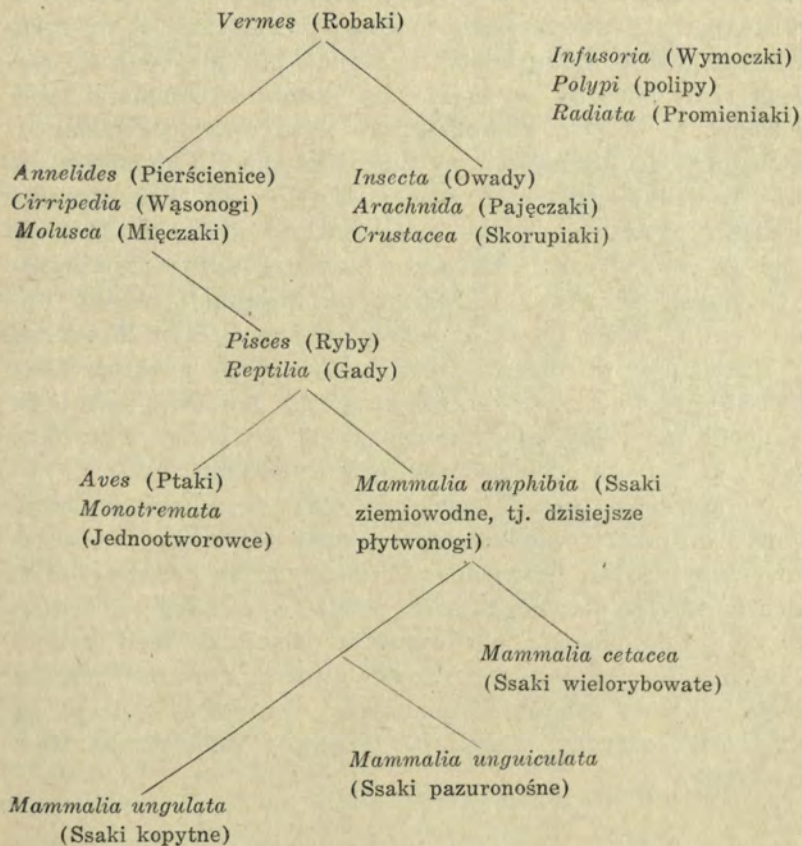 Vermes (Robaki)
Infusoria (Wymoczki)
Polypi (polipy)
Radiata (Promieniaki)
Annelides (Pierścienice)
Cirripedia (Wąsonogi)
Molusca (Mięczaki)
Insecta (Owady)
Arachnida (Pajęczaki)
Crustacea (Skorupiaki)
Pisces (Ryby)
Reptilia (Gady)
Aves (Ptaki)
Monotremata
(Jednootworowce)
Mammalia amphibia (Ssaki
ziemiowodne, tj. dzisiejsze
płytwonogi)
Mammalia cetacea
(Ssaki wielorybowate)
Mammalia unguiculata
(Ssaki pazuronośne)
Mammalia ungulata
(Ssaki kopytne)